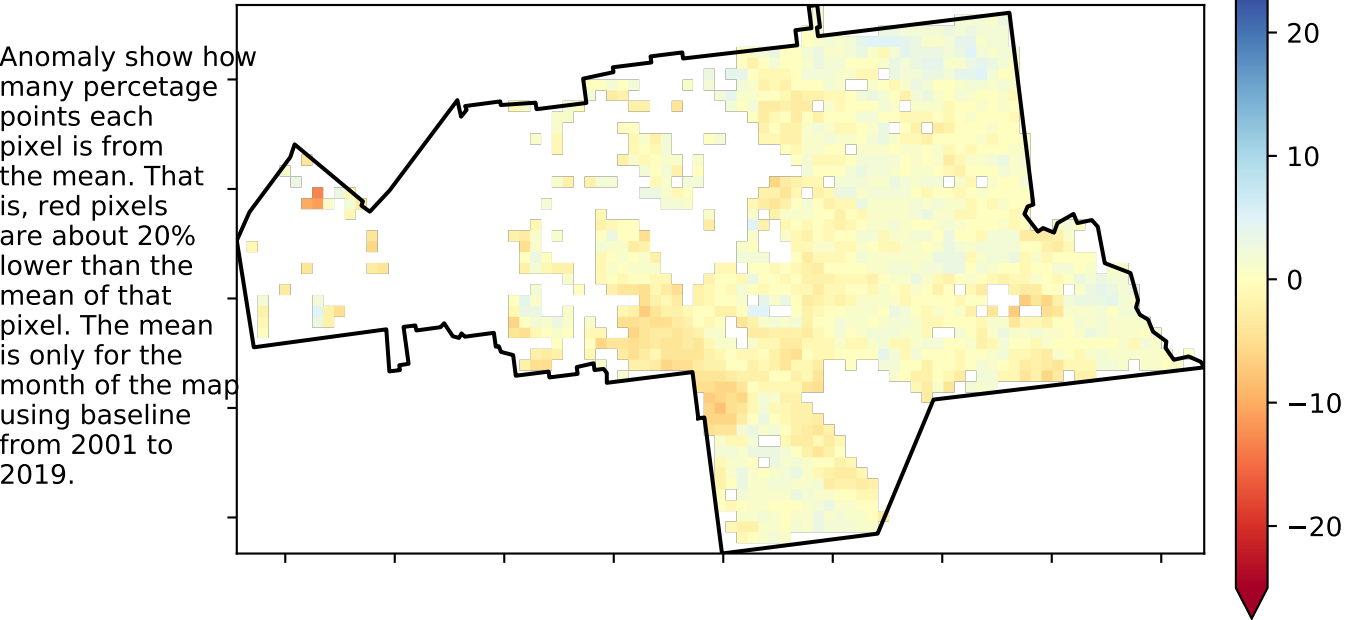 Anomaly show how
many percetage
points each
pixel is from
the mean. That
is, red pixels
are about 20%
lower than the
mean of that
pixel. The mean
is only for the
month of the map
using baseline
from 2001 to
2019.
20
10
0
−10
−20